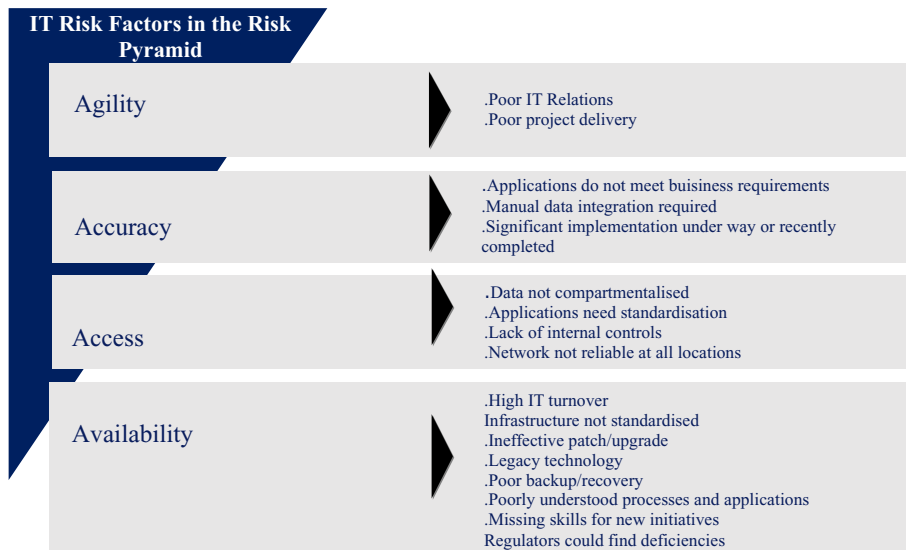 IT Risk Factors in the Risk
Pyramid
Agility
.Poor IT Relations
.Poor project delivery
Accuracy
.Applications do not meet buisiness requirements
.Manual data integration required
.Significant implementation under way or recently
completed
Access
.Data not compartmentalised
.Applications need standardisation
.Lack of internal controls
.Network not reliable at all locations
Availability
.High IT turnover
Infrastructure not standardised
.Ineffective patch/upgrade
.Legacy technology
.Poor backup/recovery
.Poorly understood processes and applications
.Missing skills for new initiatives
Regulators could find deficiencies